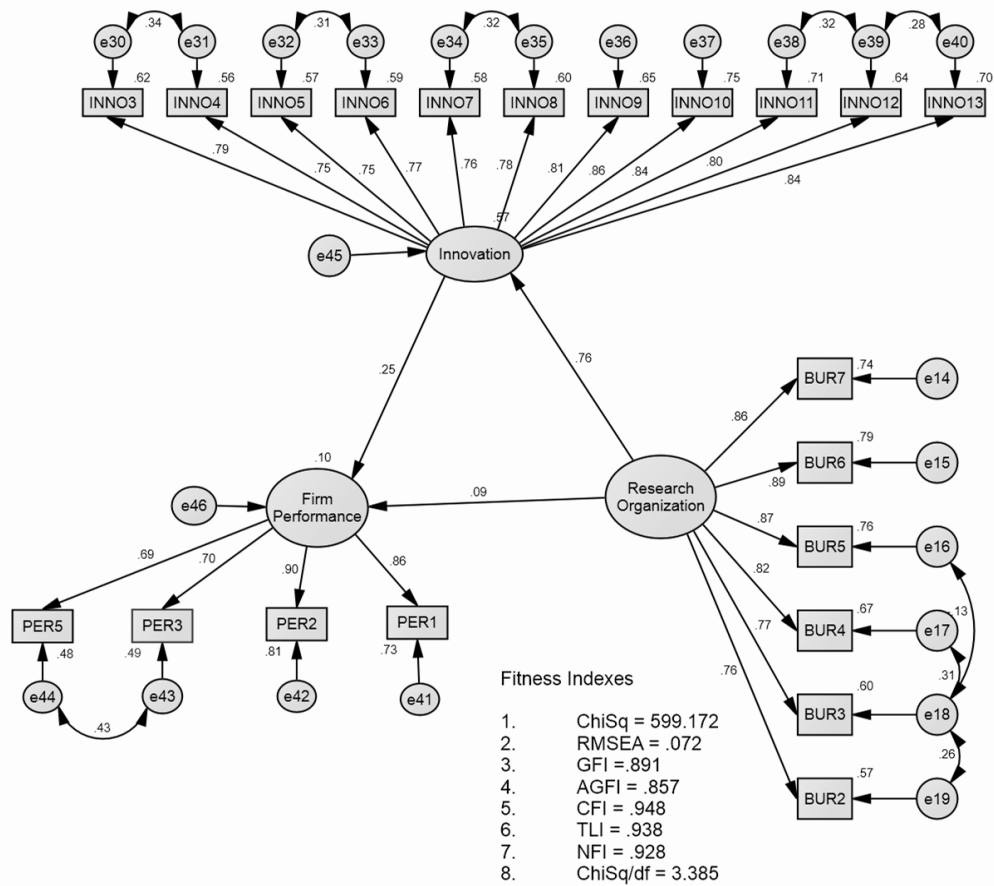 .34 .31 .32 .32 .28
e30 e31 e32 e33 e34 e35 e36 e37 e38 e39 e40
.62 .56 .57 .59 .58 .60 .65 .75 .71 .64 .70
INNO3 INNO4 INNO5 INNO6 INNO7 INNO8 INNO9 INNO10 INNO11 INNO12 INNO13
.79 .75 .75 .77 .76 .78 .81 .86 .84 .80 .84
.57
e45 Innovation
.76
.25
.74
BUR7 e14
.86
.79
BUR6 e15
.89
.10
e46 Firm
Performance
.09
Research
Organization
.87
.76
BUR5 e16
.69 .70 .90 .86
.82
.67
BUR4 e17
-.13
PER5 PER3 PER2 PER1
.48 .49 .81 .73
.77
.31
.60
BUR3 e18
e44 e43 e42 e41
.43
.76
.26
.57
BUR2 e19
Fitness Indexes
1. ChiSq = 599.172
2. RMSEA = .072
3. GFI =.891
4. AGFI = .857
5. CFI = .948
6. TLI = .938
7. NFI = .928
8. ChiSq/df = 3.385